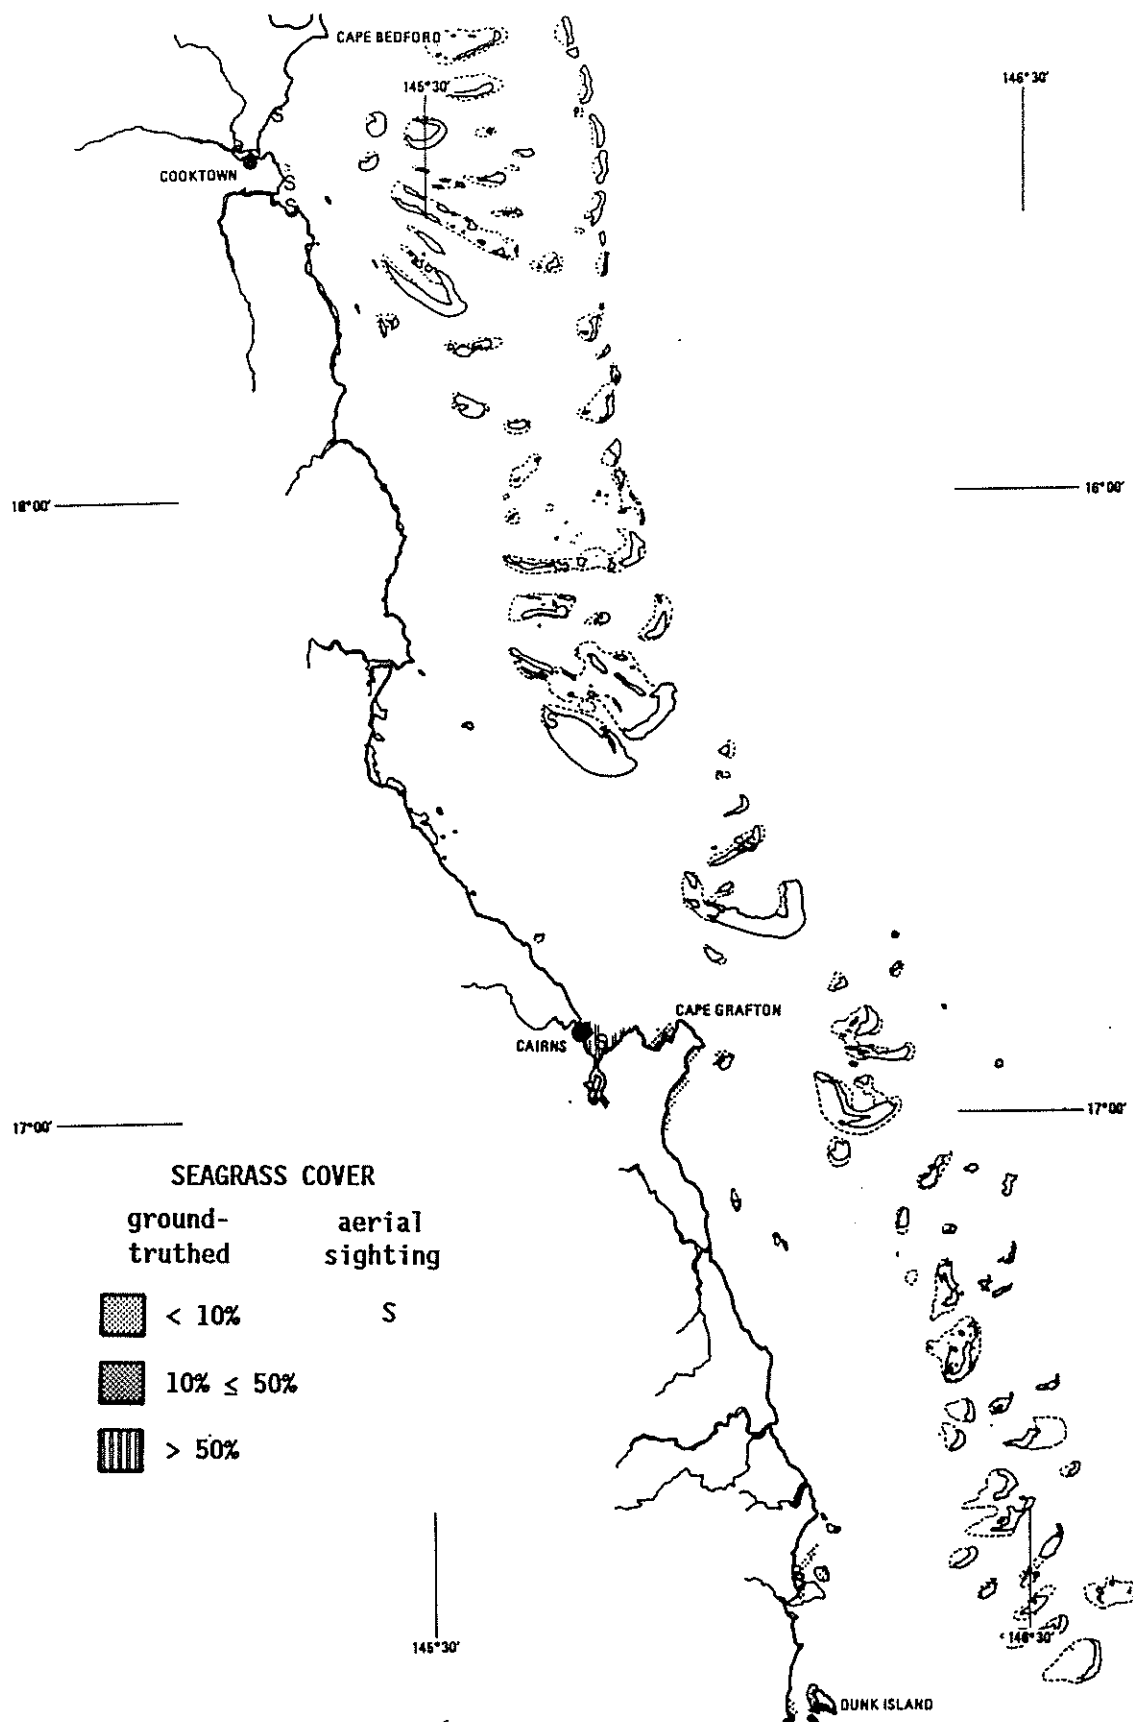 CAPE BEDFORD
145°30'
146°30'
S
COOKTOWN
S
S
16°00'
16°00'
S
CAPE GRAFTON
CAIRNS
S
17°00'
17°00'
SEAGRASS COVER
ground-
truthed
aerial
sighting
< 10%
S
10% ≤ 50%
> 50%
145°30'
146°30'
DUNK ISLAND